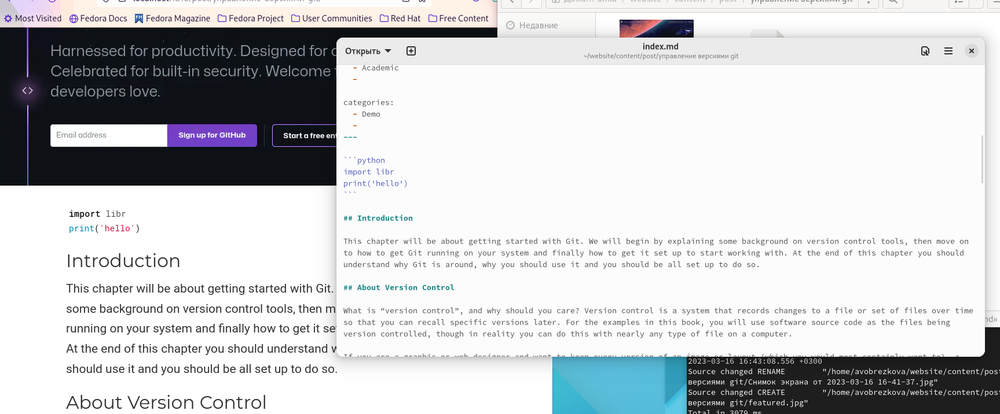 Most Visited Fedora Docs Fedora Magazine Fedora Project User Communities Red Hat Free Content
Harnessed for productivity. Designed for
Celebrated for built-in security. Welcome
developers love.
Email address
Sign up for GitHub
Start a free ent
import libr
print('hello')
Introduction
This chapter will be about getting started with Git.
some background on version control tools, then m
running on your system and finally how to get it set
At the end of this chapter you should understand w
should use it and you should be all set up to do so.
About Version Control
Недавние
Открыть
index.md
~/website/content/post/управление версиями git
- Academic
-
categories:
- Demo
-
---
```python
import libr
print('hello')
```
## Introduction
This chapter will be about getting started with Git. We will begin by explaining some background on version control tools, then move on
to how to get Git running on your system and finally how to get it set up to start working with. At the end of this chapter you should
understand why Git is around, why you should use it and you should be all set up to do so.
## About Version Control
What is “version control”, and why should you care? Version control is a system that records changes to a file or set of files over time
so that you can recall specific versions later. For the examples in this book, you will use software source code as the files being
version controlled, though in reality you can do this with nearly any type of file on a computer.
If you are a graphic or web designer and want to keep every version of an image or layout (which you would most certainly want to), a
nd»
2023-03-16 16:43:08.556 +0300
Source changed RENAME "/home/avobrezkova/website/content/post
версиями git/Снимок экрана от 2023-03-16 16-41-37.jpg"
Source changed CREATE "/home/avobrezkova/website/content/post
версиями git/featured.jpg"
Total in 3079 ms